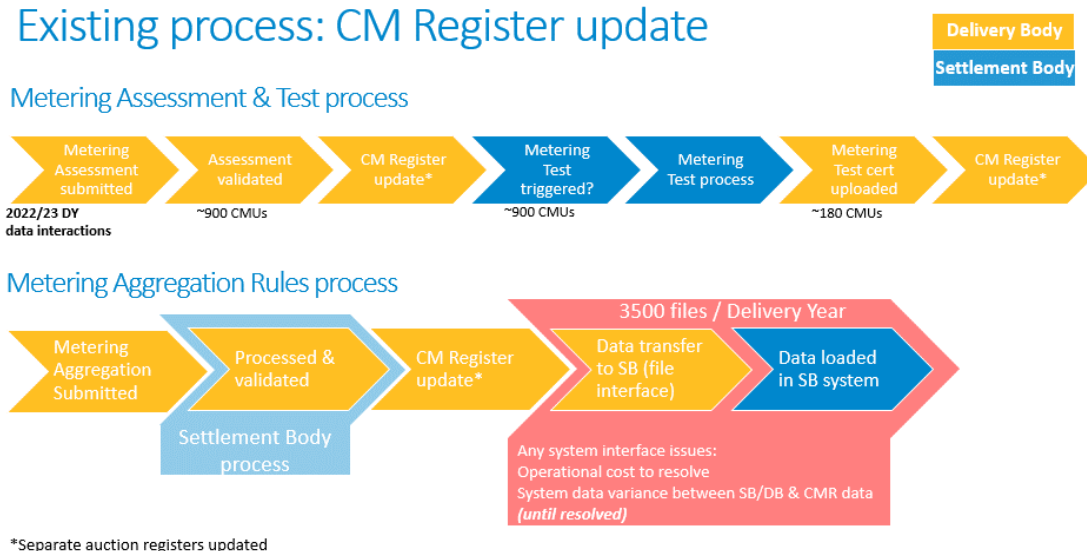 Existing process: CM Register update
Delivery Body
Settlement Body
Metering Assessment & Test process
Metering
Assessment
submitted
Assessment
validated
CM Register
update*
Metering
Test
triggered?
Metering
Test process
Metering
Test cert
uploaded
CM Register
update*
2022/23 DY
data interactions
~900 CMUs
~900 CMUs
~180 CMUs
Metering Aggregation Rules process
3500 files / Delivery Year
Metering
Aggregation
Submitted
Processed &
validated
CM Register
update*
Data transfer
to SB (file
interface)
Data loaded
in SB system
Settlement Body
process
Any system interface issues:
Operational cost to resolve
System data variance between SB/DB & CMR data
(until resolved)
*Separate auction registers updated